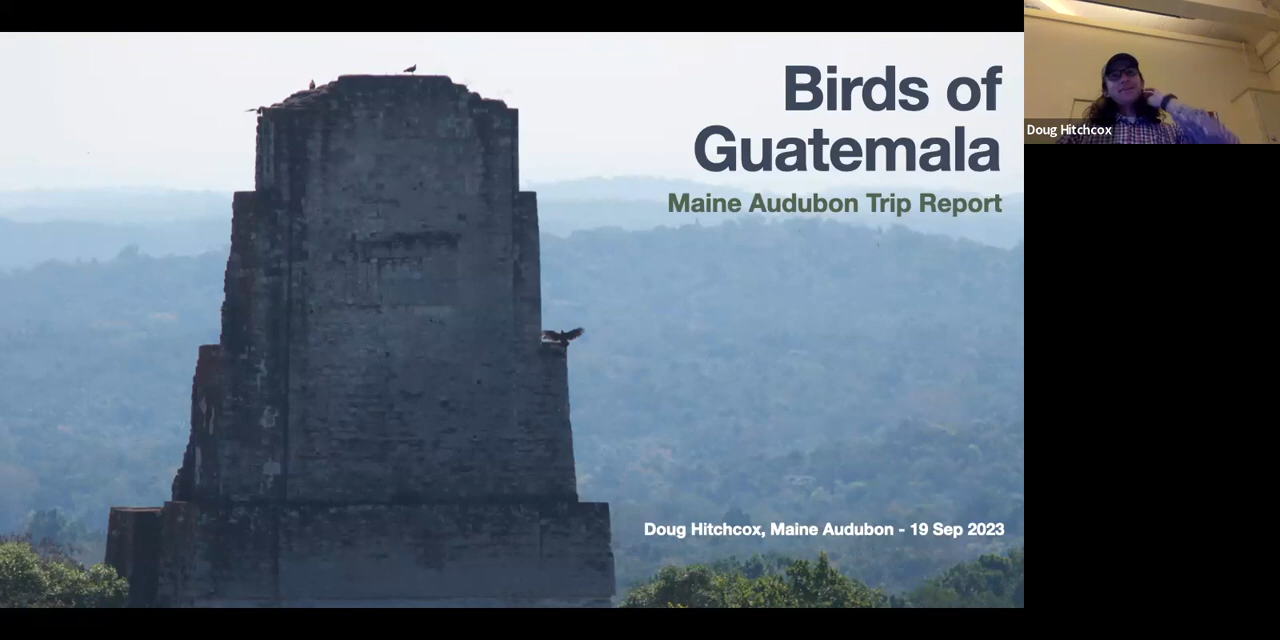 Birds of
Guatemala
Maine Audubon Trip Report
Doug Hitchcox, Maine Audubon - 19 Sep 2023
Doug Hitchcox